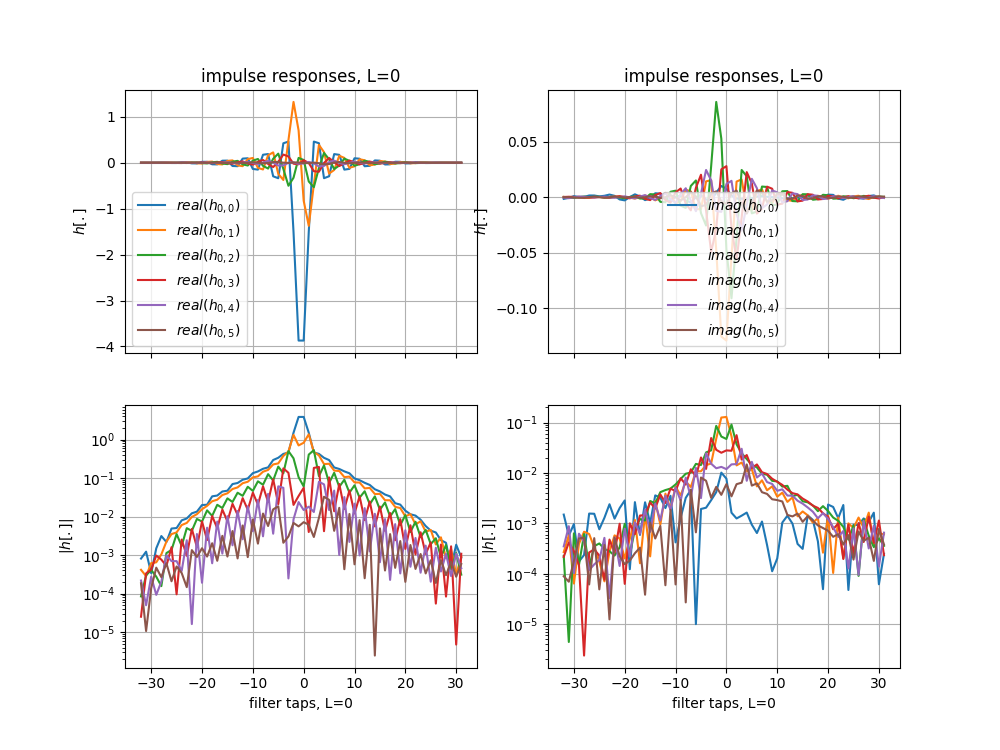 impulse responses, L=0
impulse responses, L=0
h[.]
1
0
−1
−2
−3
−4
real(h0,0)
real(h0,1)
real(h0,2)
real(h0,3)
real(h0,4)
real(h0,5)
h[.]
0.05
0.00
−0.05
−0.10
imag(h0,0)
imag(h0,1)
imag(h0,2)
imag(h0,3)
imag(h0,4)
imag(h0,5)
|h[.]|
10^0
10^−1
10^−2
10^−3
10^−4
10^−5
−30 −20 −10 0 10 20 30
filter taps, L=0
|h[.]|
10^−1
10^−2
10^−3
10^−4
10^−5
−30 −20 −10 0 10 20 30
filter taps, L=0